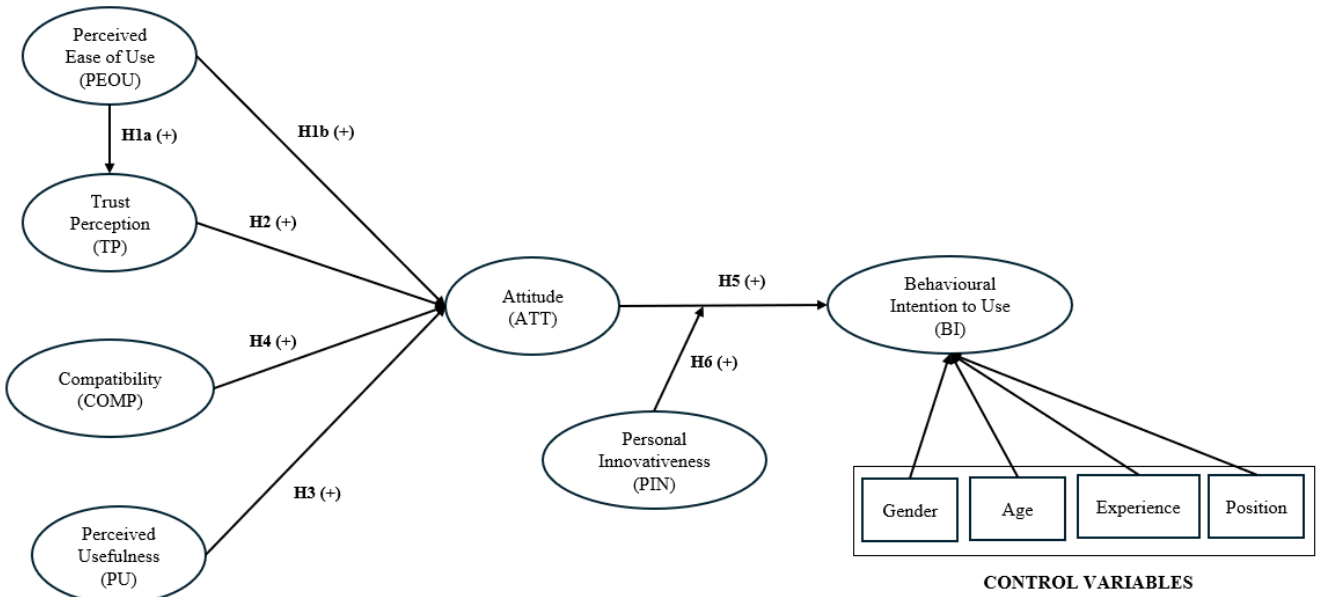 Perceived
Ease of Use
(PEOU)
H1a (+)
H1b (+)
Trust
Perception
(TP)
H2 (+)
Compatibility
(COMP)
H4 (+)
Perceived
Usefulness
(PU)
H3 (+)
Attitude
(ATT)
H5 (+)
H6 (+)
Personal
Innovativeness
(PIN)
Behavioural
Intention to Use
(BI)
Gender
Age
Experience
Position
CONTROL VARIABLES